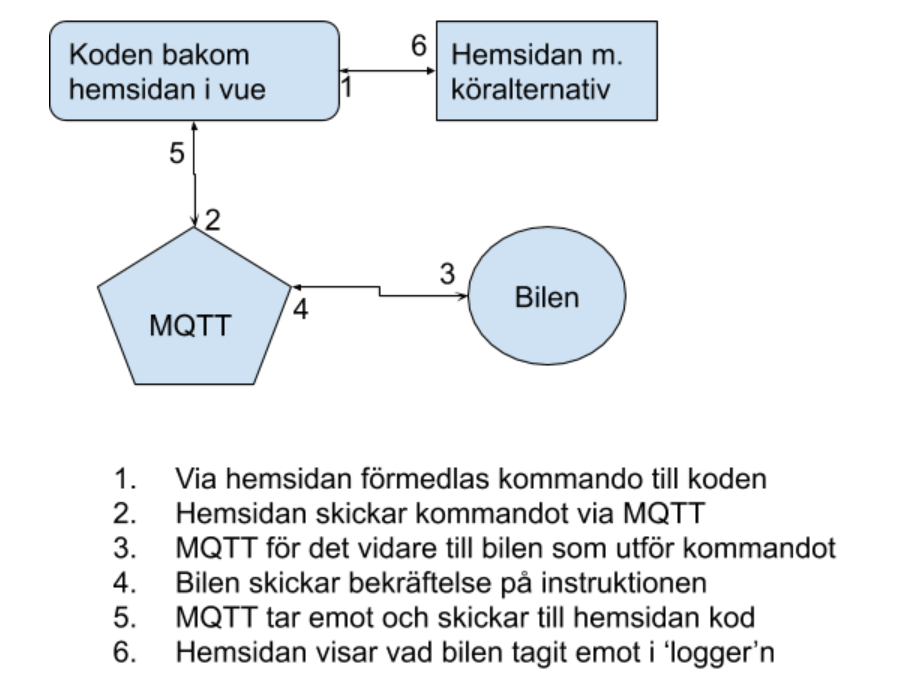 Koden bakom
hemsidan i vue
6
Hemsidan m.
köralternativ
1
5
2
MQTT
3
4
Bilen
1. Via hemsidan förmedlas kommando till koden
2. Hemsidan skickar kommandot via MQTT
3. MQTT för det vidare till bilen som utför kommandot
4. Bilen skickar bekräftelse på instruktionen
5. MQTT tar emot och skickar till hemsidan kod
6. Hemsidan visar vad bilen tagit emot i ‘logger’n